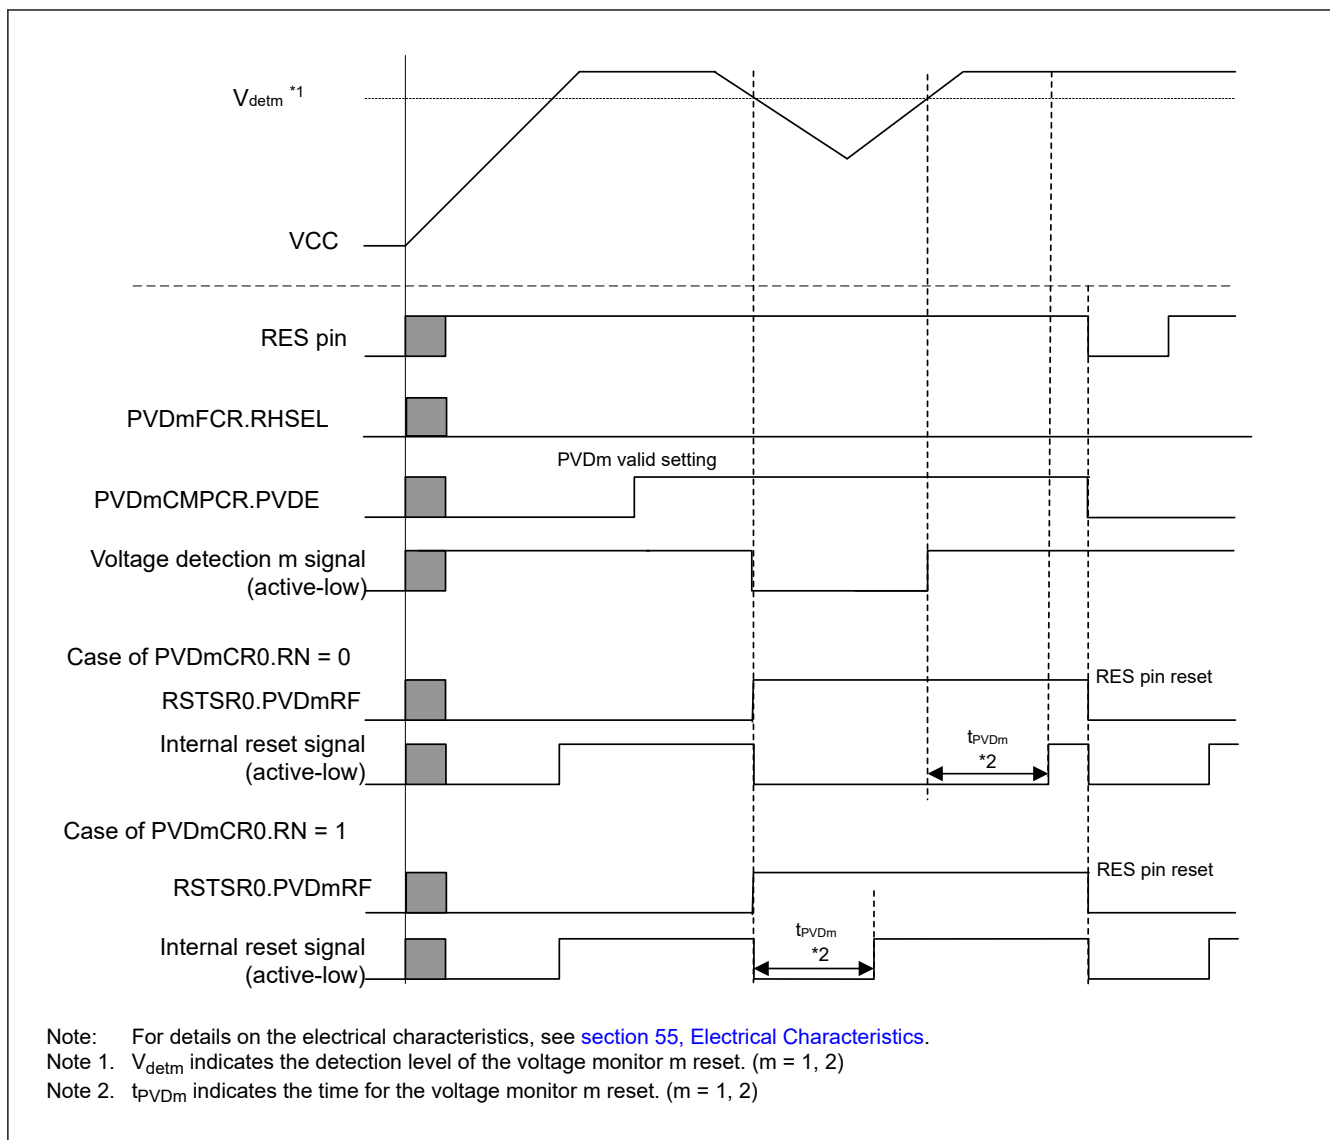 Vdetm *1
VCC
RES pin
PVDmFCR.RHSEL
PVDm valid setting
PVDmCMPCR.PVDE
Voltage detection m signal
(active-low)
Case of PVDmCR0.RN = 0
RES pin reset
RSTSR0.PVDmRF
Internal reset signal
(active-low)
tPVDm
*2
Case of PVDmCR0.RN = 1
RES pin reset
RSTSR0.PVDmRF
Internal reset signal
(active-low)
tPVDm
*2
Note: For details on the electrical characteristics, see section 55, Electrical Characteristics.
Note 1. Vdetm indicates the detection level of the voltage monitor m reset. (m = 1, 2)
Note 2. tPVDm indicates the time for the voltage monitor m reset. (m = 1, 2)